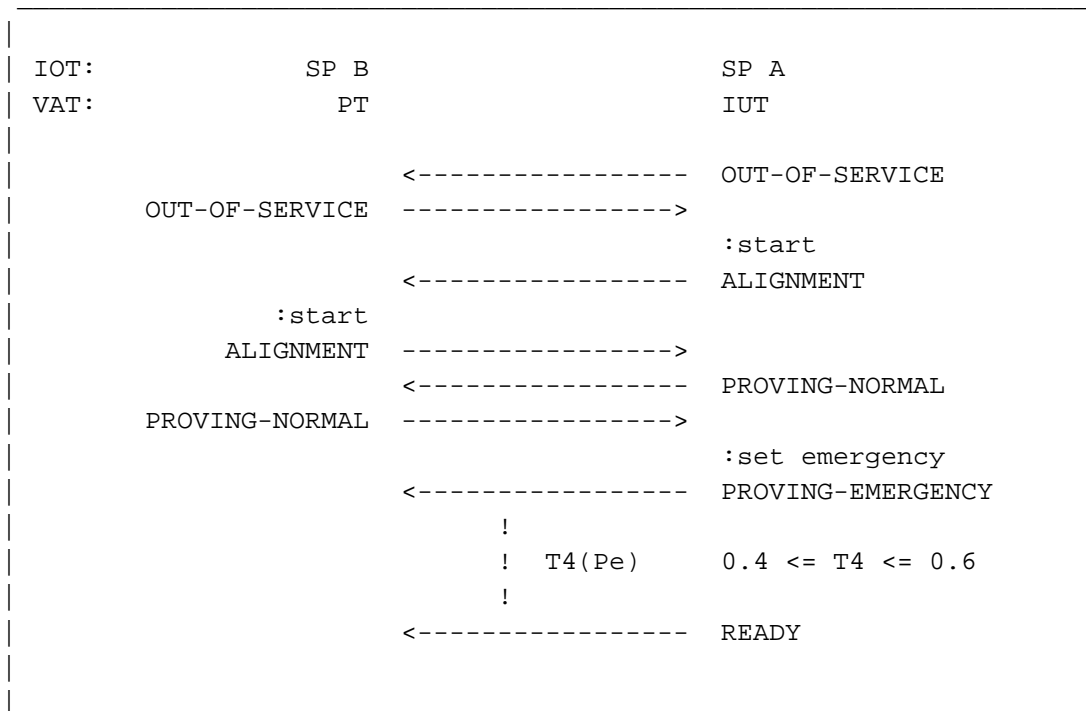 IOT: SP B SP A
VAT: PT IUT
<----------------- OUT-OF-SERVICE
OUT-OF-SERVICE ----------------->
:start
<----------------- ALIGNMENT
:start
ALIGNMENT ----------------->
<----------------- PROVING-NORMAL
PROVING-NORMAL ----------------->
:set emergency
<----------------- PROVING-EMERGENCY
!
! T4(Pe) 0.4 <= T4 <= 0.6
!
<----------------- READY